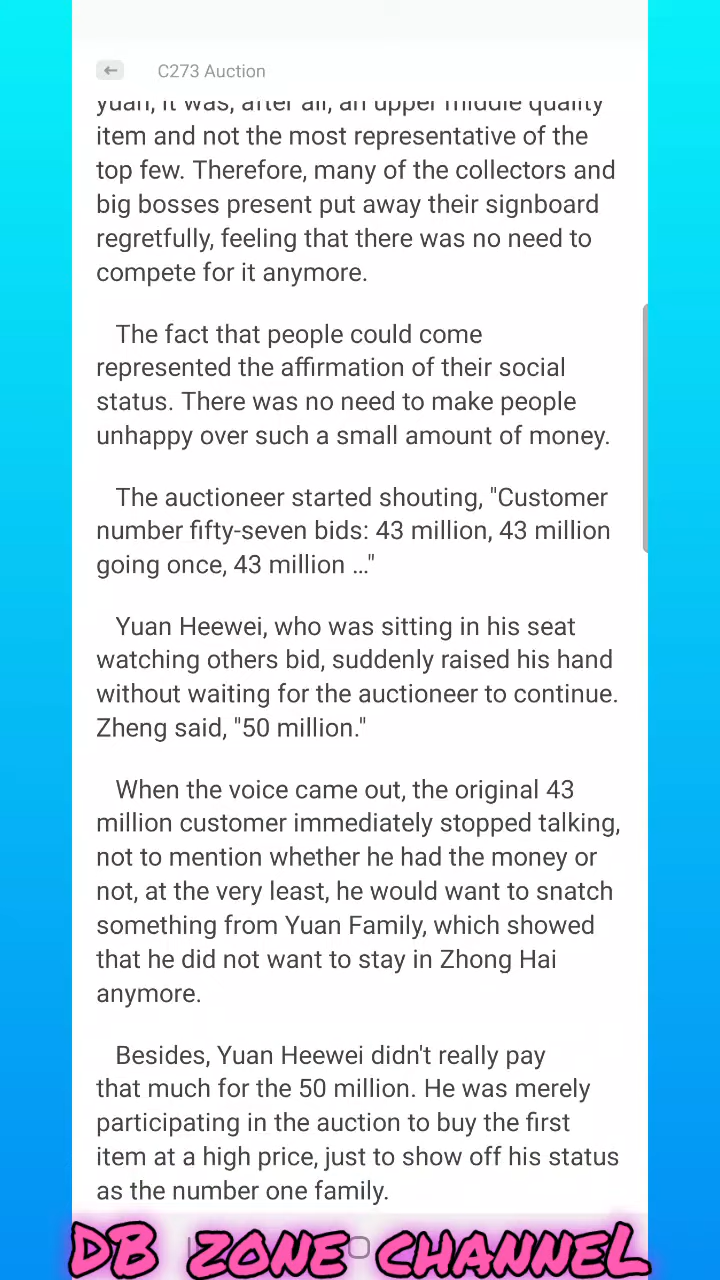 C273 Auction
yuan, it was, after all, an upper middle quality
item and not the most representative of the
top few. Therefore, many of the collectors and
big bosses present put away their signboard
regretfully, feeling that there was no need to
compete for it anymore.
The fact that people could come
represented the affirmation of their social
status. There was no need to make people
unhappy over such a small amount of money.
The auctioneer started shouting, "Customer
number fifty-seven bids: 43 million, 43 million
going once, 43 million ..."
Yuan Heewei, who was sitting in his seat
watching others bid, suddenly raised his hand
without waiting for the auctioneer to continue.
Zheng said, "50 million."
When the voice came out, the original 43
million customer immediately stopped talking,
not to mention whether he had the money or
not, at the very least, he would want to snatch
something from Yuan Family, which showed
that he did not want to stay in Zhong Hai
anymore.
Besides, Yuan Heewei didn't really pay
that much for the 50 million. He was merely
participating in the auction to buy the first
item at a high price, just to show off his status
as the number one family.
DB ZONE CHANNEL